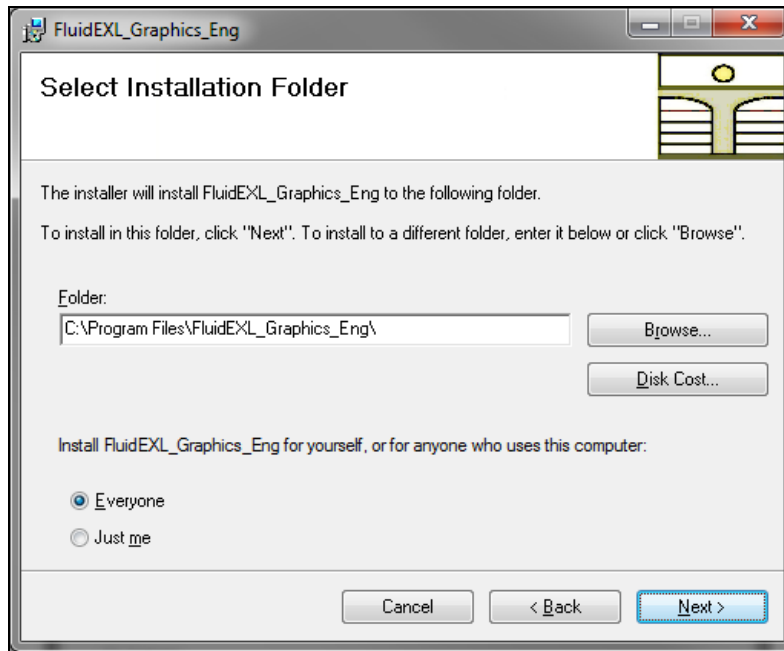 FluidEXL_Graphics_Eng
Select Installation Folder
The installer will install FluidEXL_Graphics_Eng to the following folder.
To install in this folder, click "Next". To install to a different folder, enter it below or click "Browse".
Folder:
C:\Program Files\FluidEXL_Graphics_Eng\
Browse...
Disk Cost...
Install FluidEXL_Graphics_Eng for yourself, or for anyone who uses this computer:
Everyone
Just me
Cancel
< Back
Next >